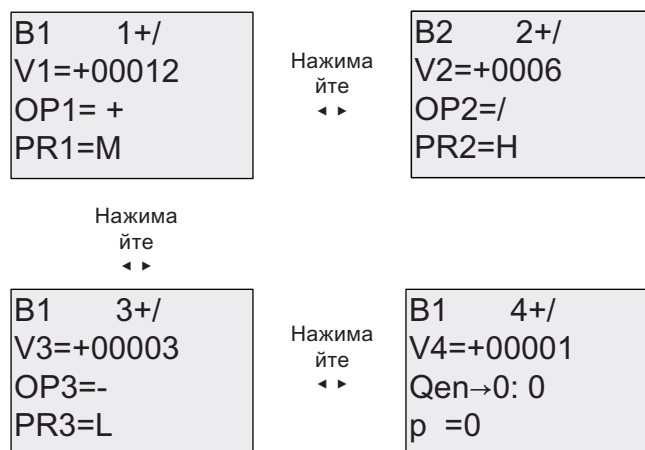 B1 1+/
V1=+00012
OP1= +
PR1=M
Нажима
йте
◄ ►
B2 2+/
V2=+0006
OP2=/
PR2=H
Нажима
йте
◄ ►
B1 3+/
V3=+00003
OP3=-
PR3=L
Нажима
йте
◄ ►
B1 4+/
V4=+00001
Qen→0: 0
p =0